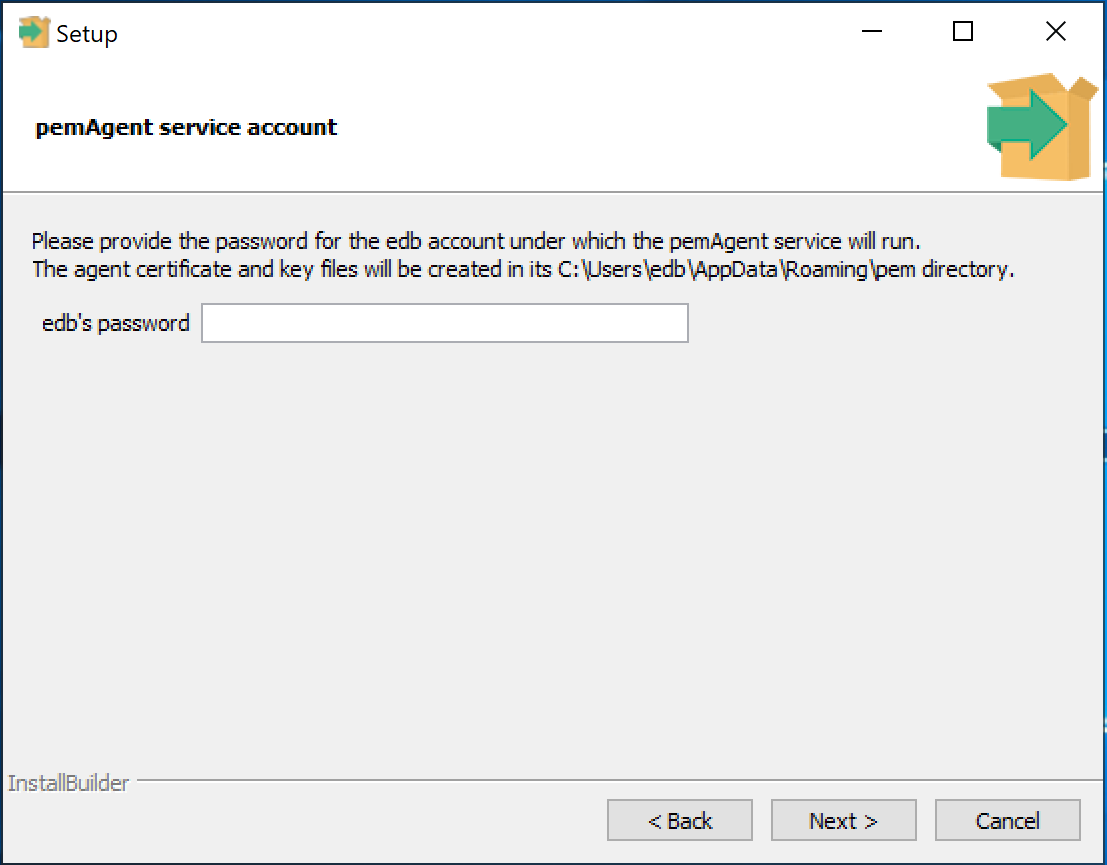 Setup
pemAgent service account
Please provide the password for the edb account under which the pemAgent service will run.
The agent certificate and key files will be created in its C:\Users\edb\AppData\Roaming\pem directory.
edb's password
InstallBuilder
< Back
Next >
Cancel